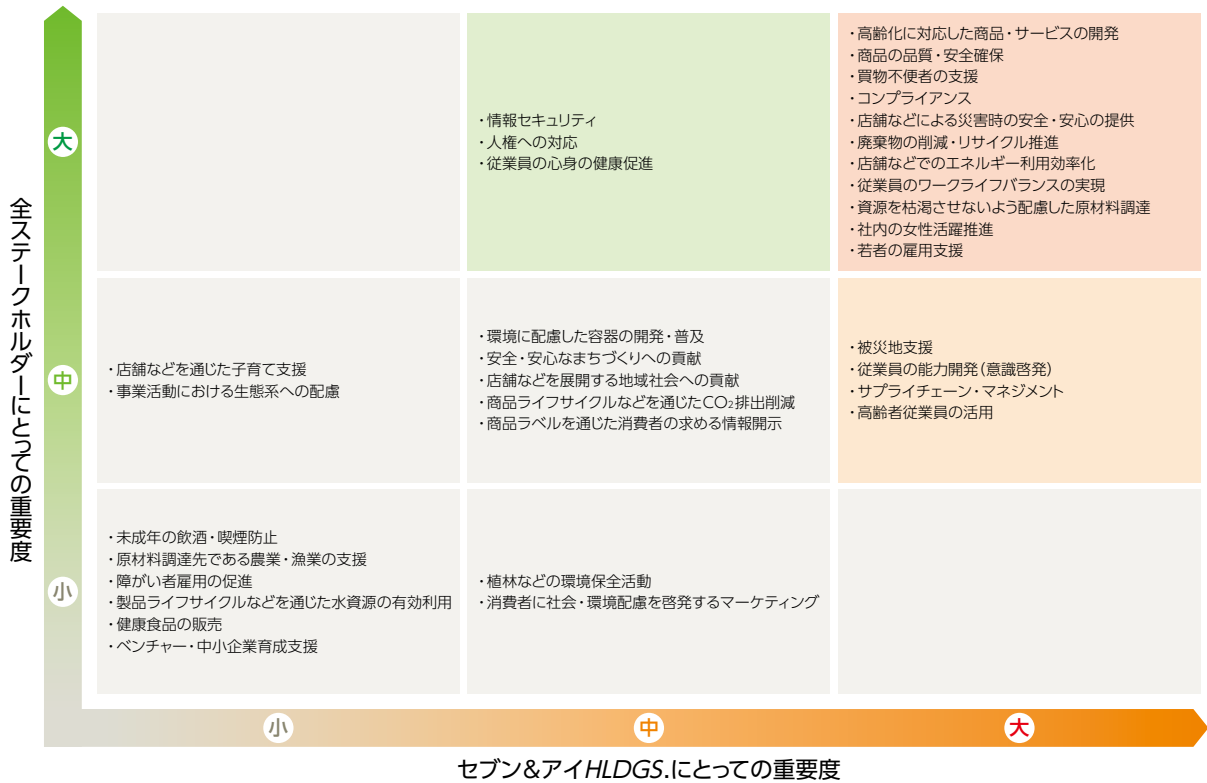 全ステークホルダーにとっての重要度
大
・情報セキュリティ
・人権への対応
・従業員の心身の健康促進
・高齢化に対応した商品・サービスの開発
・商品の品質・安全確保
・買物不便者の支援
・コンプライアンス
・店舗などによる災害時の安全・安心の提供
・廃棄物の削減・リサイクル推進
・店舗などでのエネルギー利用効率化
・従業員のワークライフバランスの実現
・資源を枯渇させないよう配慮した原材料調達
・社内の女性活躍推進
・若者の雇用支援
中
・店舗などを通じた子育て支援
・事業活動における生態系への配慮
・環境に配慮した容器の開発・普及
・安全・安心なまちづくりへの貢献
・店舗などを展開する地域社会への貢献
・商品ライフサイクルなどを通じたCO₂排出削減
・商品ラベルを通じた消費者の求める情報開示
・被災地支援
・従業員の能力開発(意識啓発)
・サプライチェーン・マネジメント
・高齢者従業員の活用
小
・未成年の飲酒・喫煙防止
・原材料調達先である農業・漁業の支援
・障がい者雇用の促進
・製品ライフサイクルなどを通じた水資源の有効利用
・健康食品の販売
・ベンチャー・中小企業育成支援
・植林などの環境保全活動
・消費者に社会・環境配慮を啓発するマーケティング
小
中
大
セブン&アイHLDGS.にとっての重要度